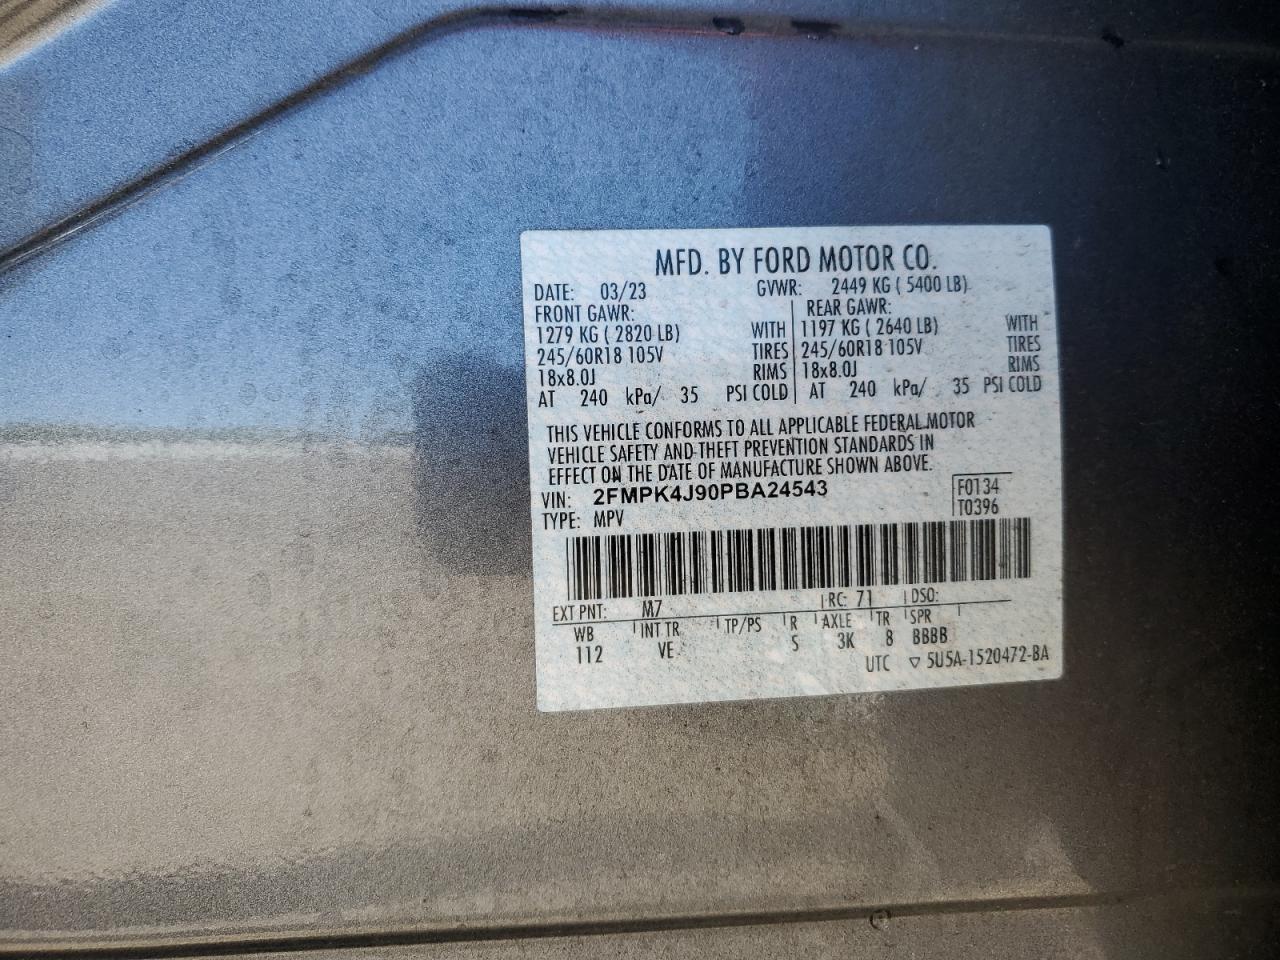 MFD. BY FORD MOTOR CO.
DATE: 03/23 GVWR: 2449 KG ( 5400 LB)
FRONT GAWR: REAR GAWR:
1279 KG ( 2820 LB) WITH 1197 KG ( 2640 LB) WITH
245/60R18 105V TIRES 245/60R18 105V TIRES
18x8.0J RIMS 18x8.0J RIMS
AT 240 kPa/ 35 PSI COLD AT 240 kPa/ 35 PSI COLD
THIS VEHICLE CONFORMS TO ALL APPLICABLE FEDERAL MOTOR
VEHICLE SAFETY AND THEFT PREVENTION STANDARDS IN
EFFECT ON THE DATE OF MANUFACTURE SHOWN ABOVE.
VIN: 2FMPK4J90PBA24543 F0134
TYPE: MPV T0396
EXT PNT: M7 RC: 71 DSO:
WB INT TR TP/PS R AXLE TR SPR
112 VE S 3K 8 BBBB
UTC ▽ 5U5A-1520472-BA